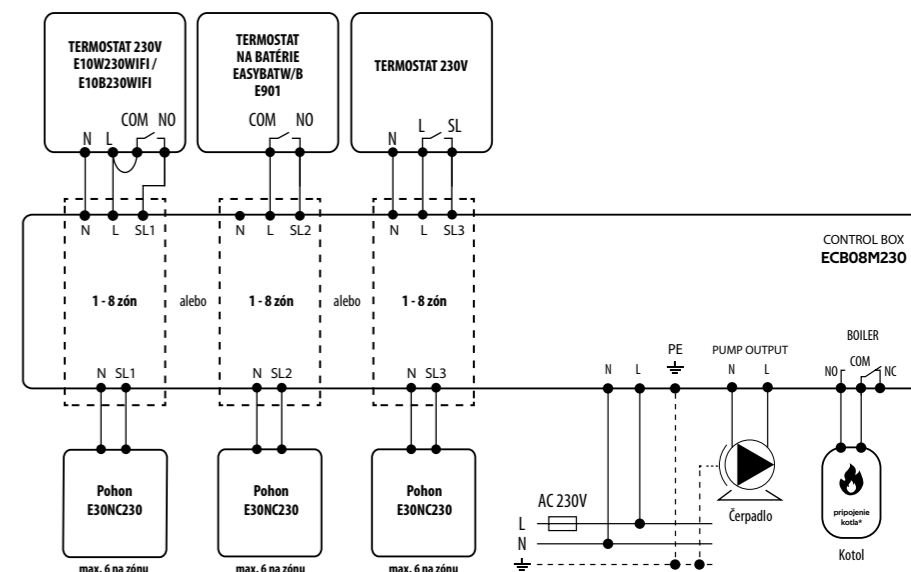 TERMOSTAT 230V
E10W230WIFI /
E10B230WIFI
COM NO
N L
TERMOSTAT
NA BATÉRIE
EASYBATW/B
E901
COM NO
TERMOSTAT 230V
L SL
N
N L SL1
N L SL2
N L SL3
CONTROL BOX
ECB08M230
1 - 8 zón
alebo
1 - 8 zón
alebo
1 - 8 zón
N SL1
N SL2
N SL3
N L
PE
PUMP OUTPUT
N L
BOILER
COM
NO
NC
Pohon
E30NC230
max. 6 na zónu
Pohon
E30NC230
max. 6 na zónu
Pohon
E30NC230
max. 6 na zónu
AC 230V
L
N
Čerpadlo
pripojenie
kotla*
Kotol